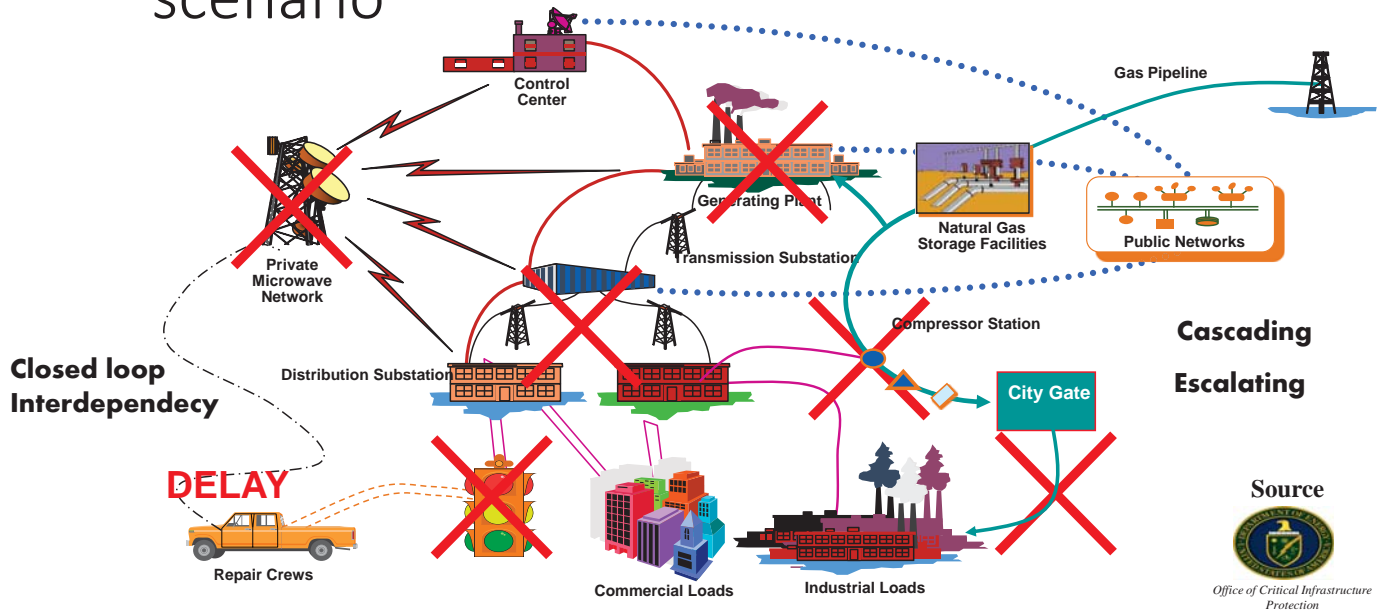 scenario
Control
Center
Gas Pipeline
Generating Plant
Natural Gas
Storage Facilities
Public Networks
Private
Microwave
Network
Transmission Substation
Compressor Station
Cascading
Escalating
Closed loop
Interdependecy
Distribution Substation
City Gate
DELAY
Repair Crews
Commercial Loads
Industrial Loads
Source
Office of Critical Infrastructure
Protection